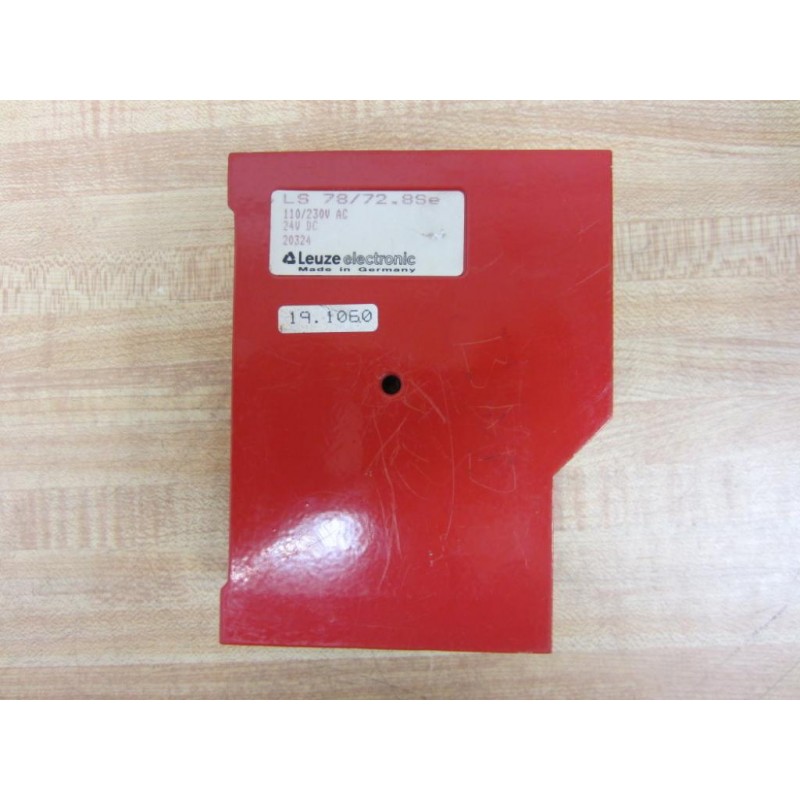 LS 78/72.8Se
110/230V AC
24V DC
20324
Leuze electronic
Made in Germany
19.1060